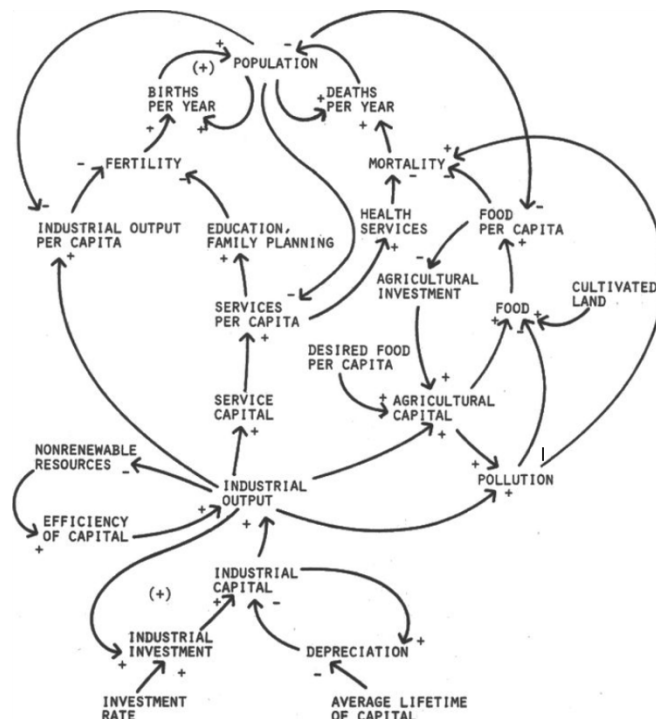 POPULATION
(+)
BIRTHS
PER YEAR
DEATHS
PER YEAR
FERTILITY
MORTALITY
INDUSTRIAL OUTPUT
PER CAPITA
EDUCATION,
FAMILY PLANNING
HEALTH
SERVICES
FOOD
PER CAPITA
AGRICULTURAL
INVESTMENT
CULTIVATED
LAND
SERVICES
PER CAPITA
FOOD
DESIRED FOOD
PER CAPITA
SERVICE
CAPITAL
AGRICULTURAL
CAPITAL
NONRENEWABLE
RESOURCES
INDUSTRIAL
OUTPUT
POLLUTION
EFFICIENCY
OF CAPITAL
INDUSTRIAL
CAPITAL
(+)
INDUSTRIAL
INVESTMENT
DEPRECIATION
INVESTMENT
RATE
AVERAGE LIFETIME
OF CAPITAL